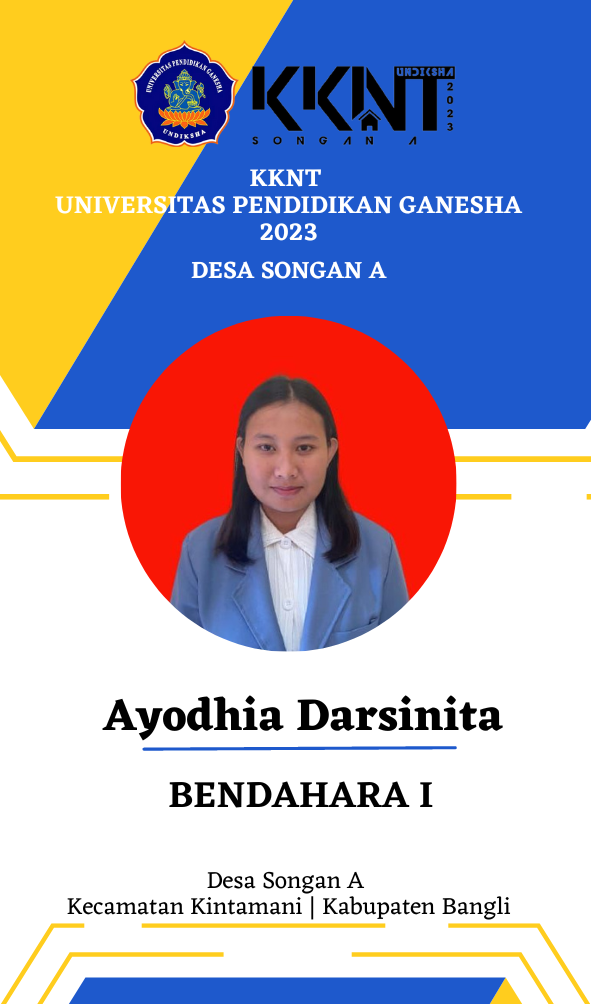 UNIVERSITAS PENDIDIKAN GANESHA
UNDIKSHA
KKNT
UNDIKSHA
2023
SONGAN A
KKNT
UNIVERSITAS PENDIDIKAN GANESHA
2023
DESA SONGAN A
Ayodhia Darsinita
BENDAHARA I
Desa Songan A
Kecamatan Kintamani | Kabupaten Bangli